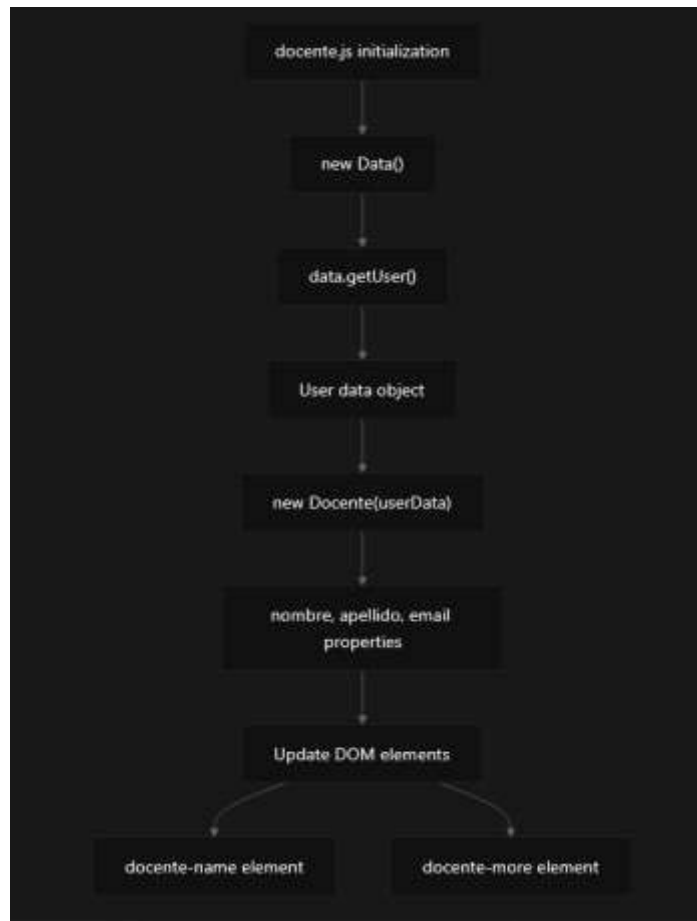 docente.js initialization
new Data()
data.getUser()
User data object
new Docente(userData)
nombre, apellido, email
properties
Update DOM elements
docente-name element
docente-more element